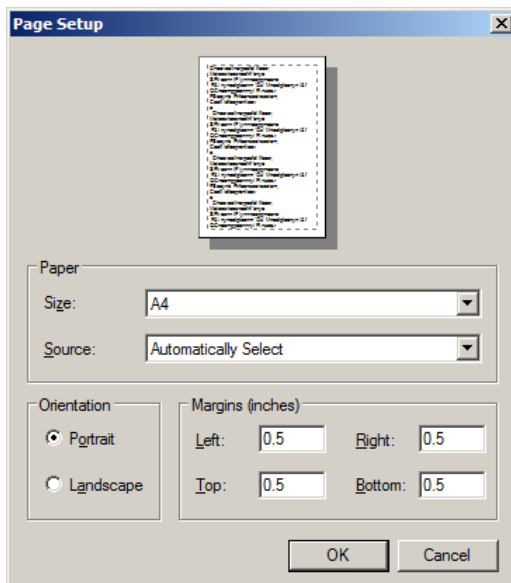 Page Setup
Paper
Size: A4
Source: Automatically Select
Orientation
Portrait
Landscape
Margins (inches)
Left: 0.5 Right: 0.5
Top: 0.5 Bottom: 0.5
OK Cancel